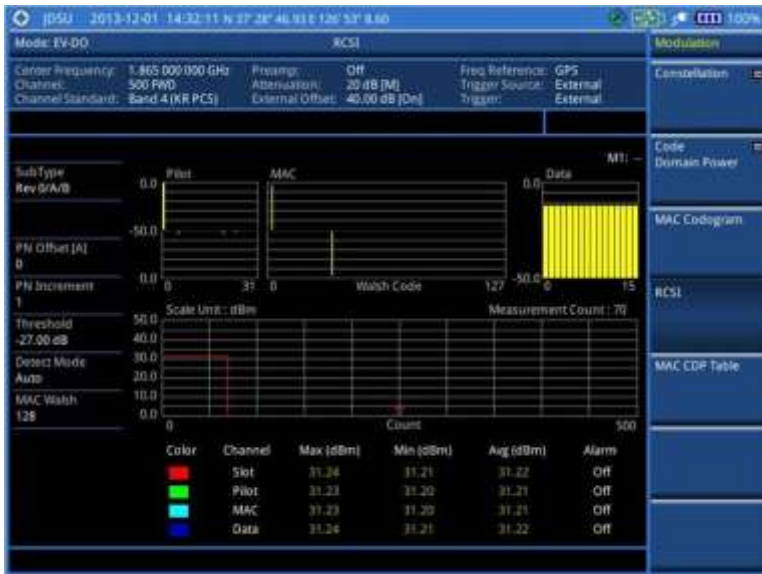 JDSU 2013-12-01 14:32:11 N 37° 28' 46.93 E 126° 53' 8.60 100%
Mode: EV-DO RCSI Modulation
Center Frequency: 1.865 000 000 GHz Preamp: Off Freq Reference: GPS
Channel: 500 FWD Attenuation: 20 dB [M] Trigger Source: External
Channel Standard: Band 4 (KR PCS) External Offset: 40.00 dB [On] Trigger: External
Constellation
Code
Domain Power
MAC Codogram
RCSI
MAC CDP Table
SubType
Rev 0/A/B
PN Offset [A]
0
PN Increment
1
Threshold
-27.00 dB
Detect Mode
Auto
MAC Walsh
128
M1: --
Pilot MAC Data
0.0 0.0
-50.0
0.0 0 31 0 Walsh Code 127 -50.0 0 15
Scale Unit : dBm Measurement Count : 70
50.0
40.0
30.0
20.0
10.0
0.0
0 Count 500
Color Channel Max (dBm) Min (dBm) Avg (dBm) Alarm
Slot 31.24 31.21 31.22 Off
Pilot 31.23 31.20 31.21 Off
MAC 31.23 31.20 31.21 Off
Data 31.24 31.21 31.22 Off